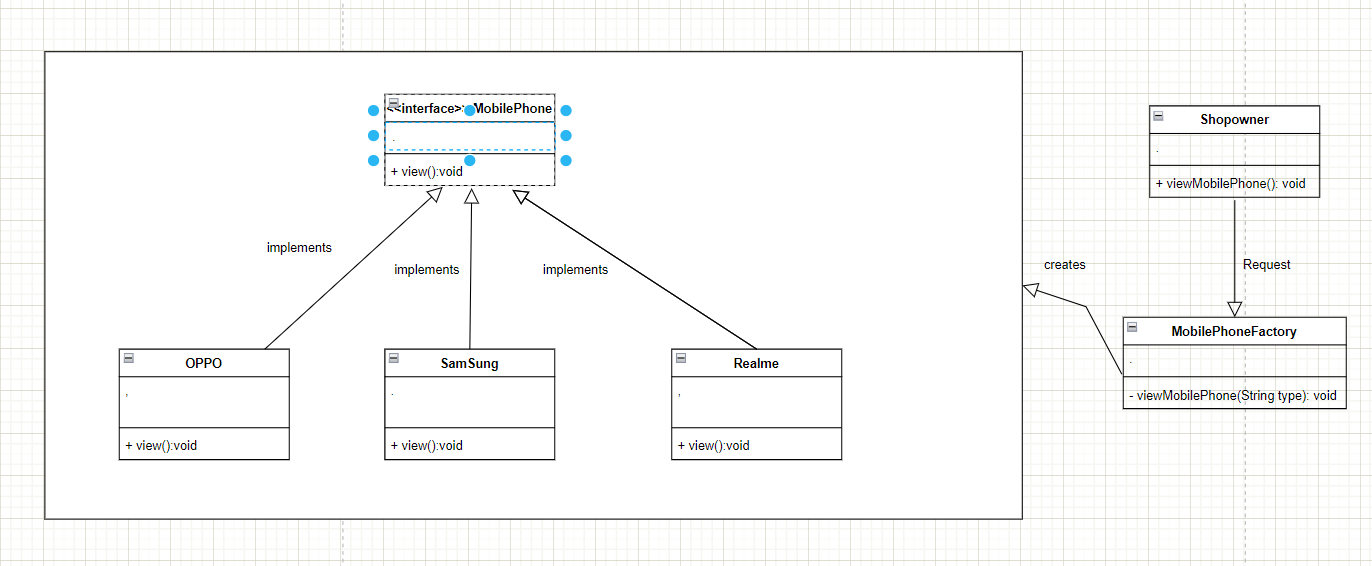 <<interface>> MobilePhone
.
+ view():void
implements
implements
implements
OPPO
,
+ view():void
SamSung
.
+ view():void
Realme
,
+ view():void
creates
Shopowner
.
+ viewMobilePhone(): void
Request
MobilePhoneFactory
.
- viewMobilePhone(String type): void